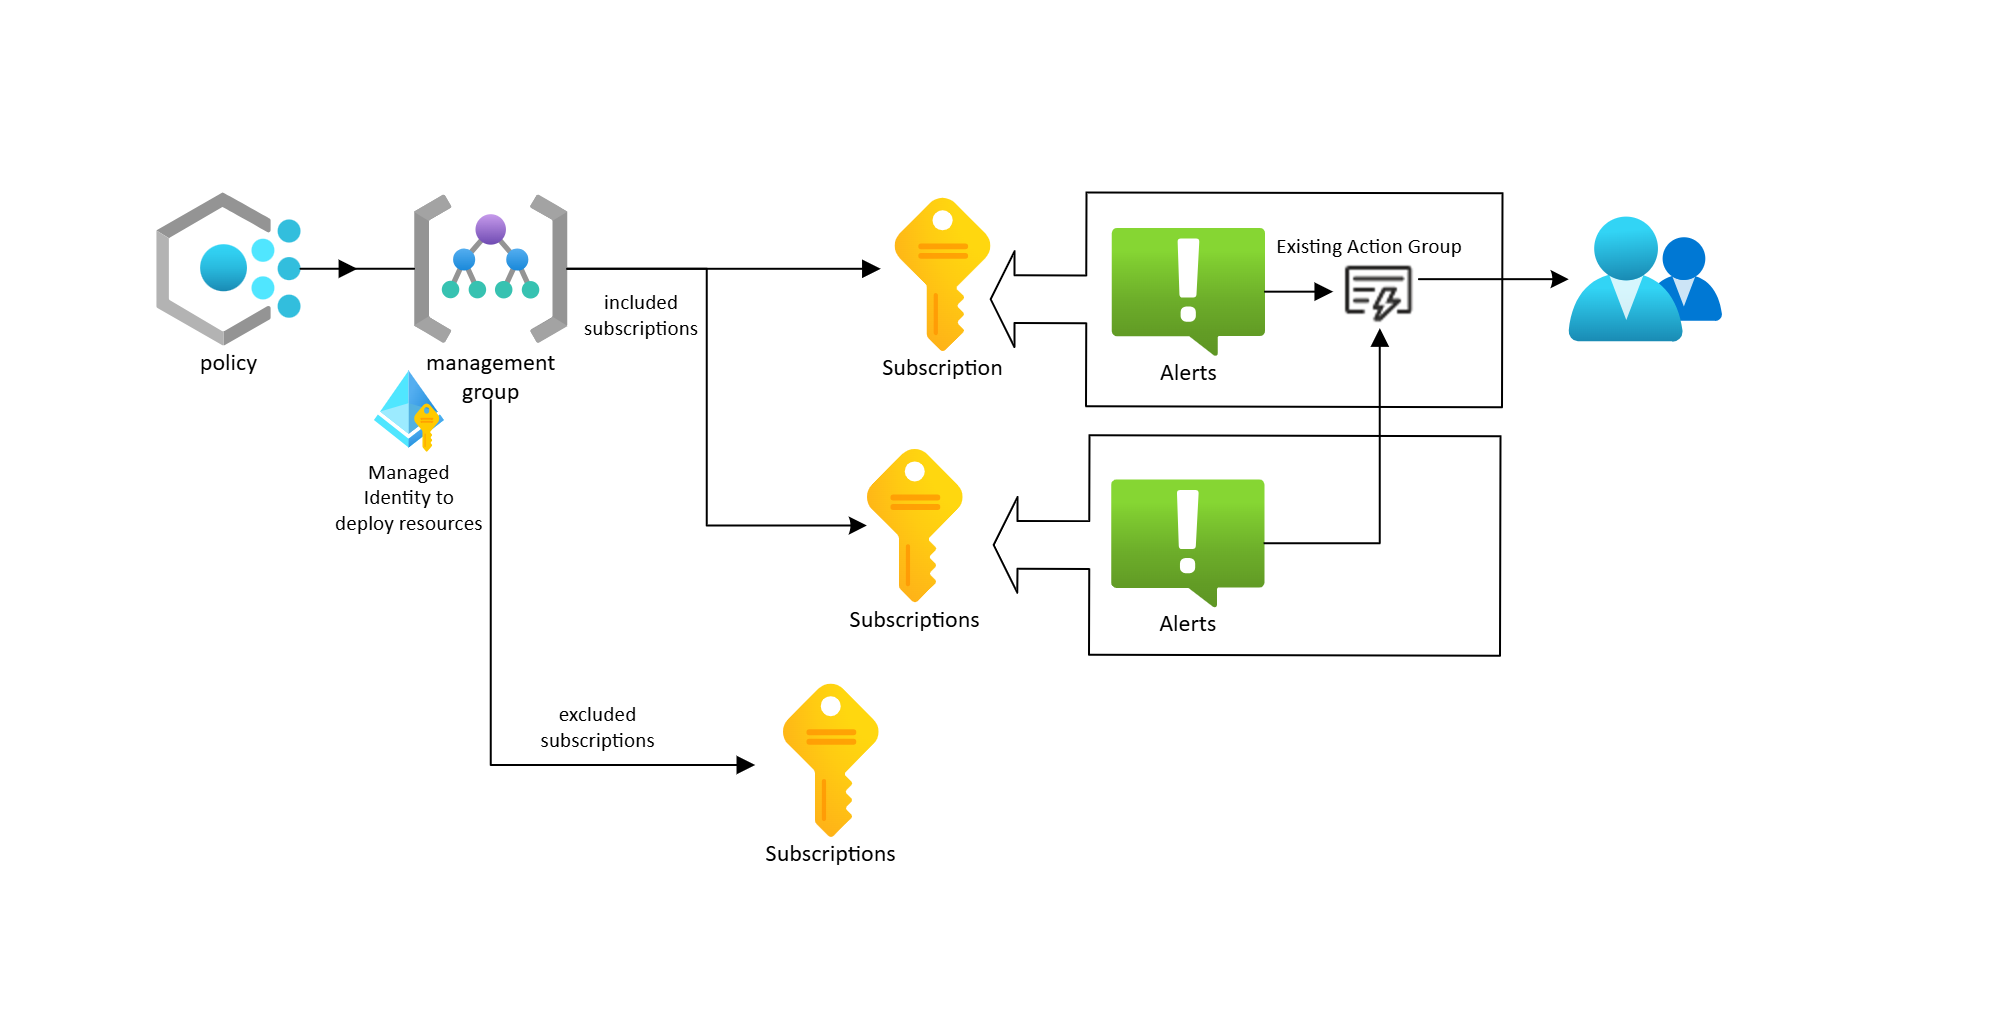 policy
management
group
Managed
Identity to
deploy resources
included
subscriptions
Subscription
Alerts
Existing Action Group
Subscriptions
Alerts
excluded
subscriptions
Subscriptions